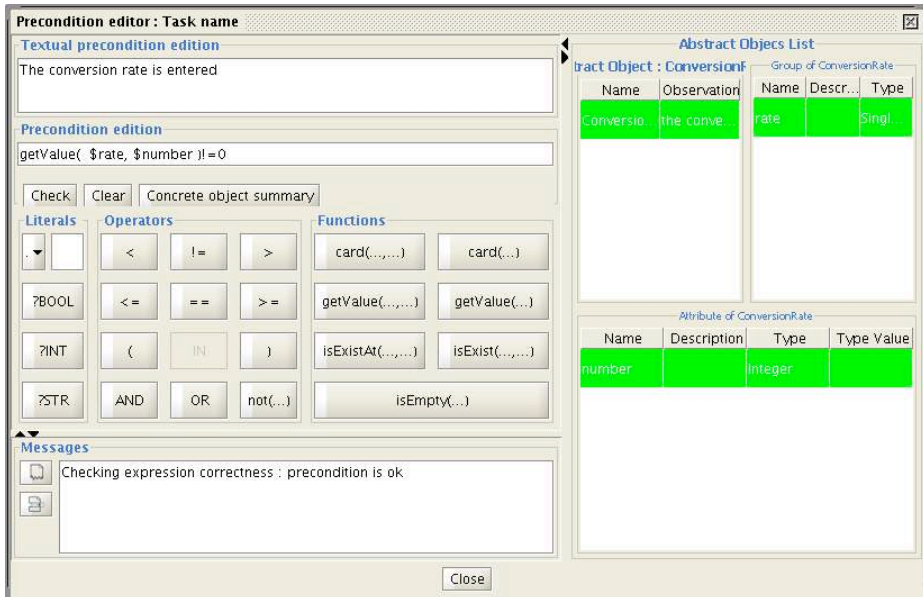 Precondition editor : Task name
Textual precondition edition
The conversion rate is entered
Precondition edition
getValue( $rate, $number )!=0
Check Clear Concrete object summary
Literals Operators Functions
. < != > card(...,...) card(...)
?BOOL <= == >= getValue(...,...) getValue(...)
?INT ( IN ) isExistAt(...,...) isExist(...,...)
?STR AND OR not(...) isEmpty(...)
Messages
Checking expression correctness : precondition is ok
Abstract Objecs List
tract Object : ConversionR
Name Observation
Conversio... the conve...
Group of ConversionRate
Name Descr... Type
rate Singl...
Attribute of ConversionRate
Name Description Type Type Value
number Integer
Close